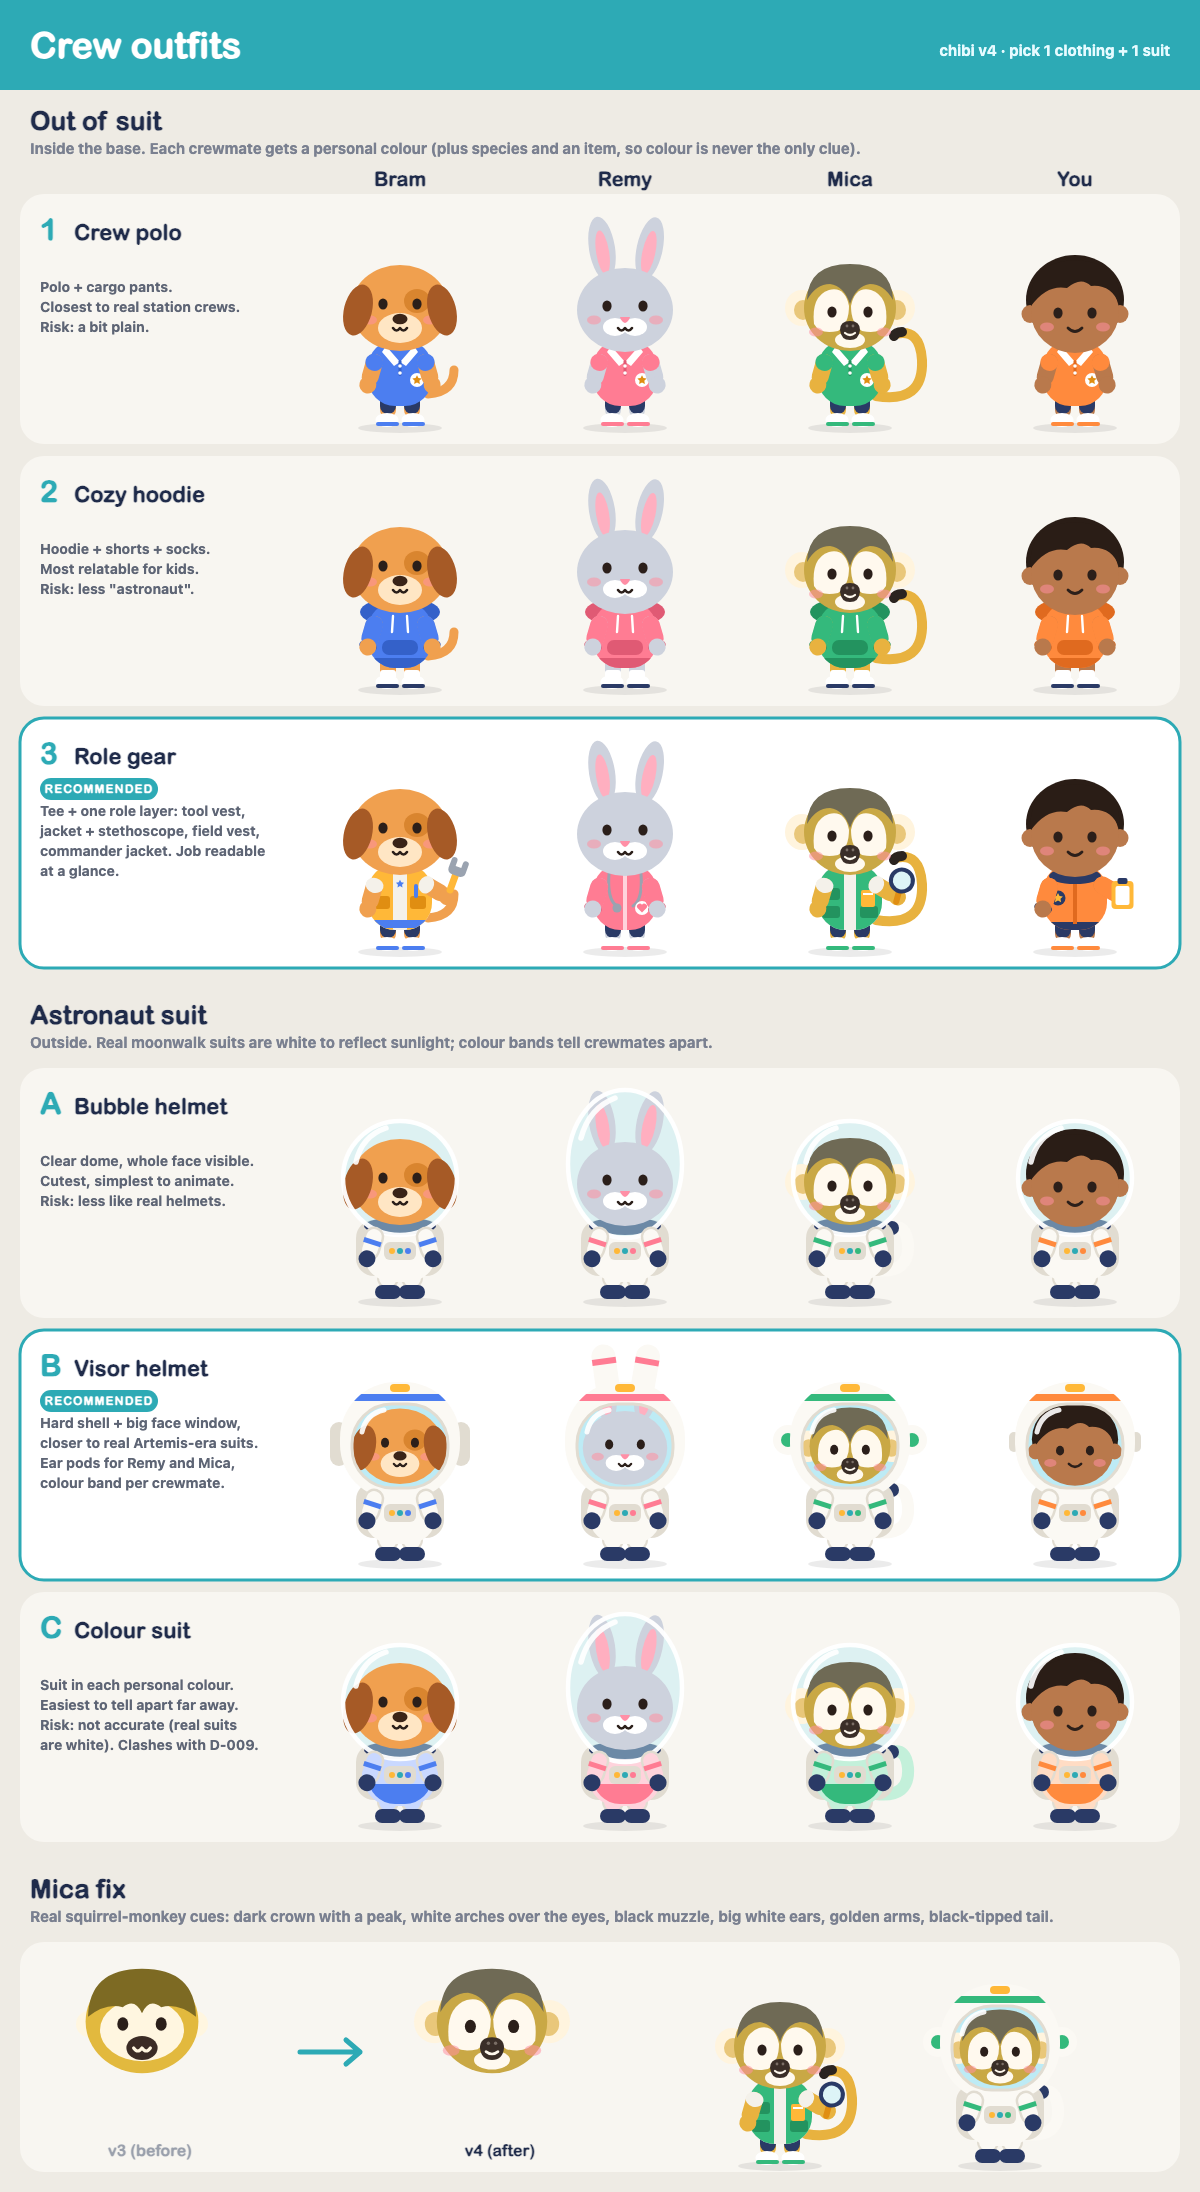 Crew outfits
chibi v4 · pick 1 clothing + 1 suit
Out of suit
Inside the base. Each crewmate gets a personal colour (plus species and an item, so colour is never the only clue).
Bram Remy Mica You
1 Crew polo
Polo + cargo pants.
Closest to real station crews.
Risk: a bit plain.
2 Cozy hoodie
Hoodie + shorts + socks.
Most relatable for kids.
Risk: less "astronaut".
3 Role gear
RECOMMENDED
Tee + one role layer: tool vest,
jacket + stethoscope, field vest,
commander jacket. Job readable
at a glance.
Astronaut suit
Outside. Real moonwalk suits are white to reflect sunlight; colour bands tell crewmates apart.
A Bubble helmet
Clear dome, whole face visible.
Cutest, simplest to animate.
Risk: less like real helmets.
B Visor helmet
RECOMMENDED
Hard shell + big face window,
closer to real Artemis-era suits.
Ear pods for Remy and Mica,
colour band per crewmate.
C Colour suit
Suit in each personal colour.
Easiest to tell apart far away.
Risk: not accurate (real suits
are white). Clashes with D-009.
Mica fix
Real squirrel-monkey cues: dark crown with a peak, white arches over the eyes, black muzzle, big white ears, golden arms, black-tipped tail.
v3 (before)
v4 (after)